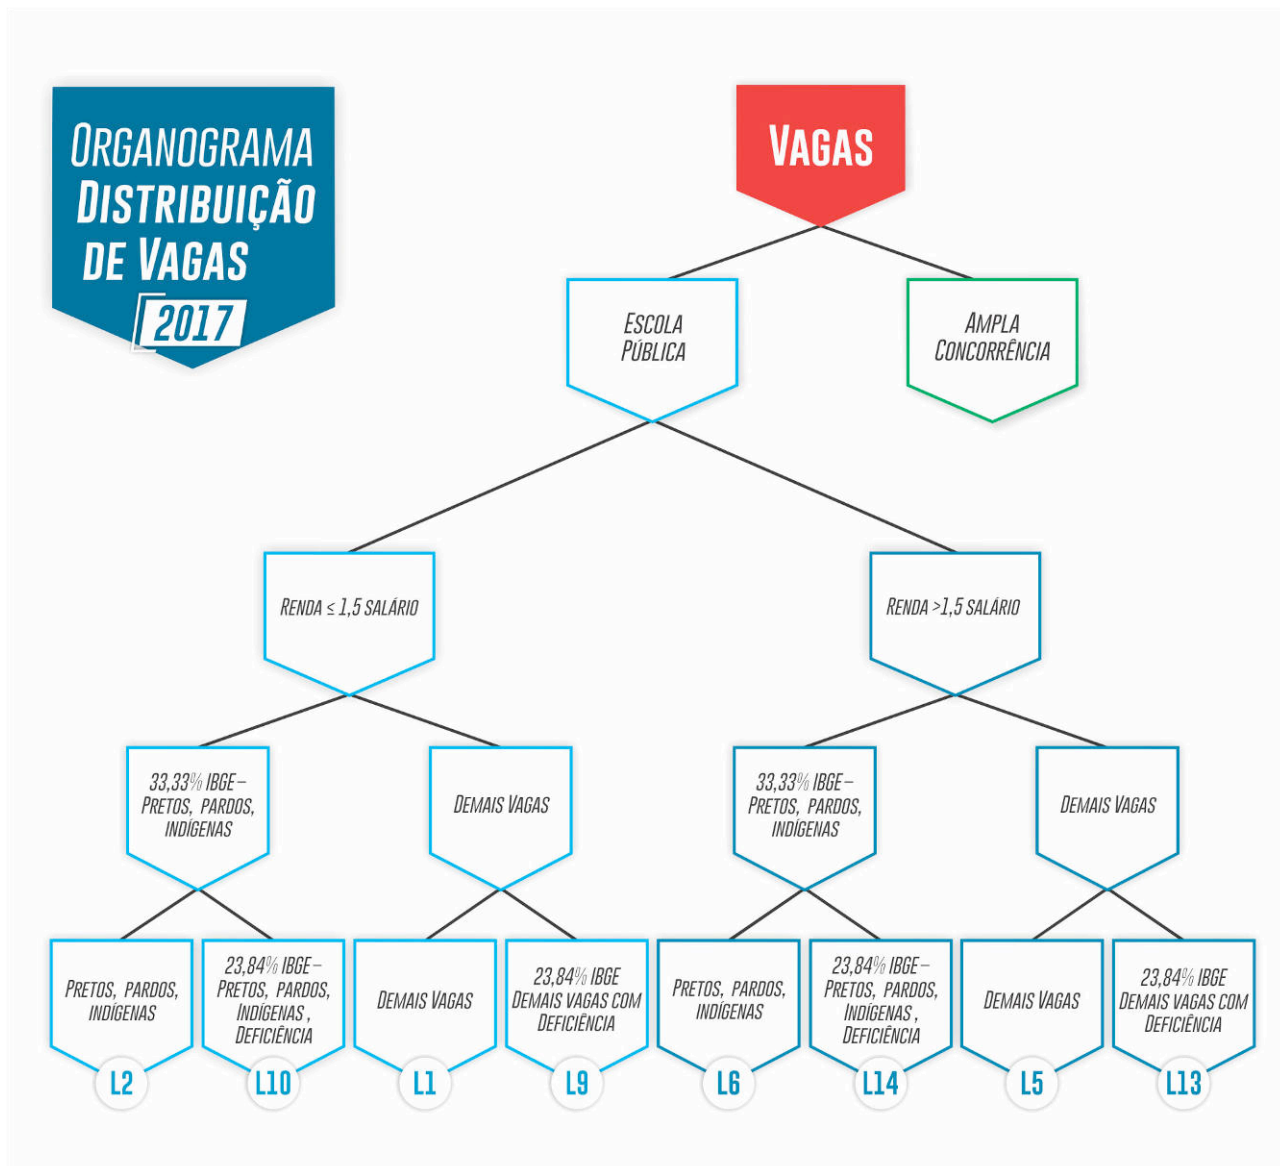 ORGANOGRAMA
DISTRIBUIÇÃO
DE VAGAS
2017
VAGAS
ESCOLA
PÚBLICA
AMPLA
CONCORRÊNCIA
RENDA ≤ 1,5 SALÁRIO
RENDA >1,5 SALÁRIO
33,33% IBGE–
PRETOS, PARDOS,
INDÍGENAS
DEMAIS VAGAS
33,33% IBGE–
PRETOS, PARDOS,
INDÍGENAS
DEMAIS VAGAS
PRETOS, PARDOS,
INDÍGENAS
L2
23,84% IBGE–
PRETOS, PARDOS,
INDÍGENAS ,
DEFICIÊNCIA
L10
DEMAIS VAGAS
L1
23,84% IBGE
DEMAIS VAGAS COM
DEFICIÊNCIA
L9
PRETOS, PARDOS,
INDÍGENAS
L6
23,84% IBGE–
PRETOS, PARDOS,
INDÍGENAS ,
DEFICIÊNCIA
L14
DEMAIS VAGAS
L5
23,84% IBGE
DEMAIS VAGAS COM
DEFICIÊNCIA
L13